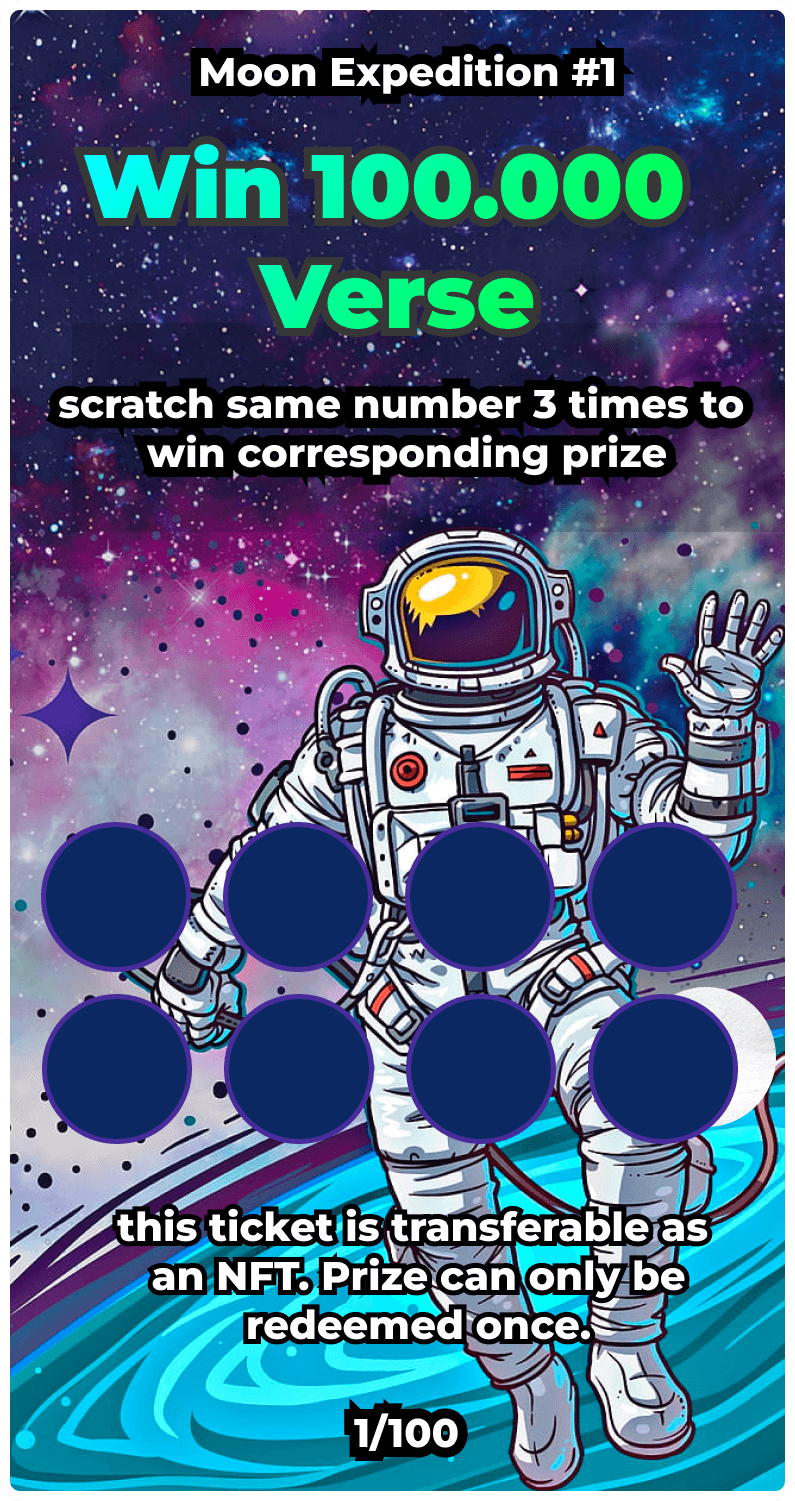 Moon Expedition #1
Win 100.000
Verse
scratch same number 3 times to
win corresponding prize
this ticket is transferable as
an NFT. Prize can only be
redeemed once.
1/100